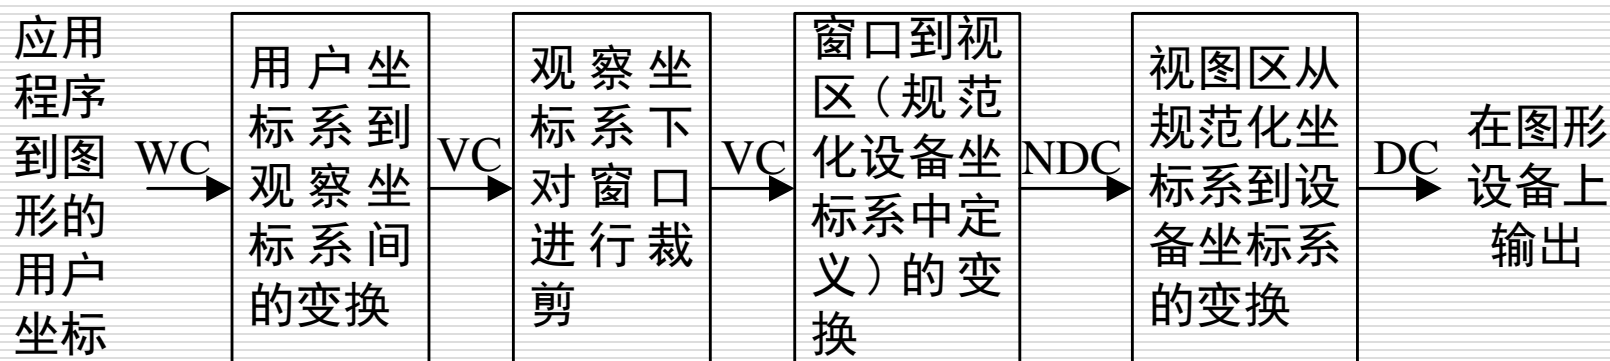 应用
程序
到图
形的
用户
坐标
WC
用户坐
标系到
观察坐
标系间
的变换
VC
观察坐
标系下
对窗口
进行裁
剪
VC
窗口到视
区（规范
化设备坐
标系中定
义）的变
换
NDC
视图区从
规范化坐
标系到设
备坐标系
的变换
DC
在图形
设备上
输出